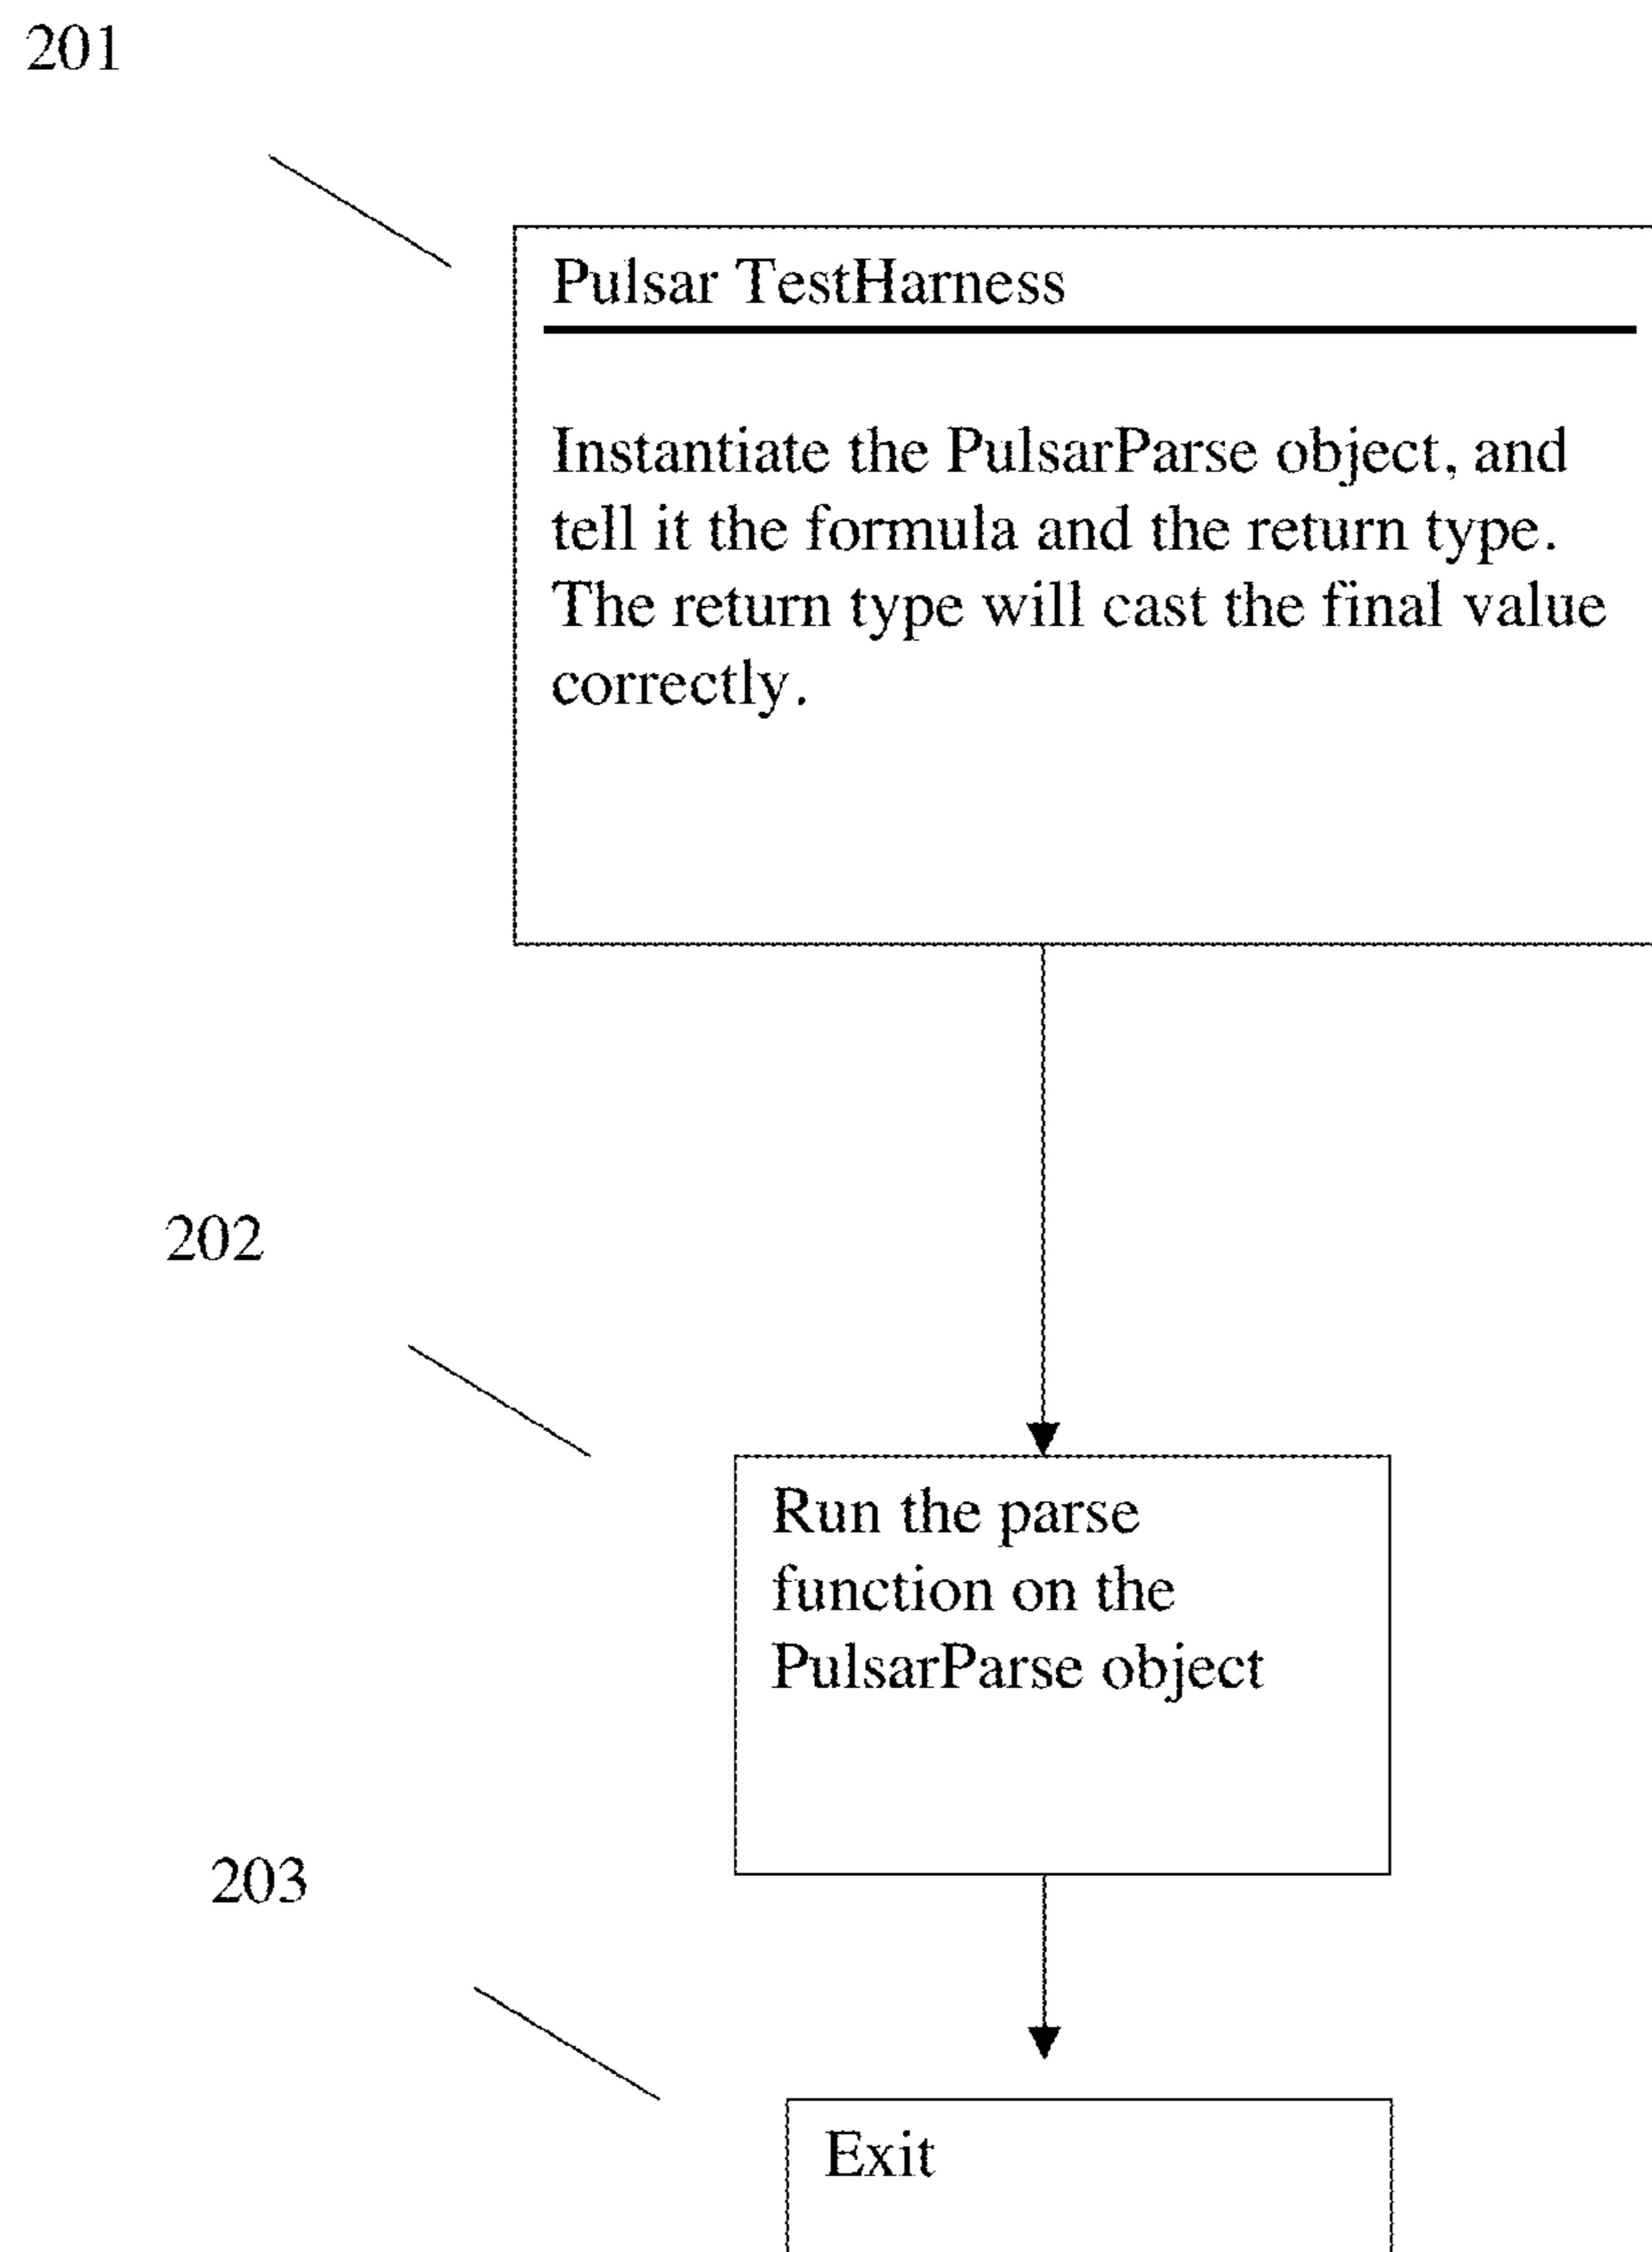 201
Pulsar TestHarness
Instantiate the PulsarParse object, and
tell it the formula and the return type.
The return type will cast the final value
correctly.
202
Run the parse
function on the
PulsarParse object
203
Exit